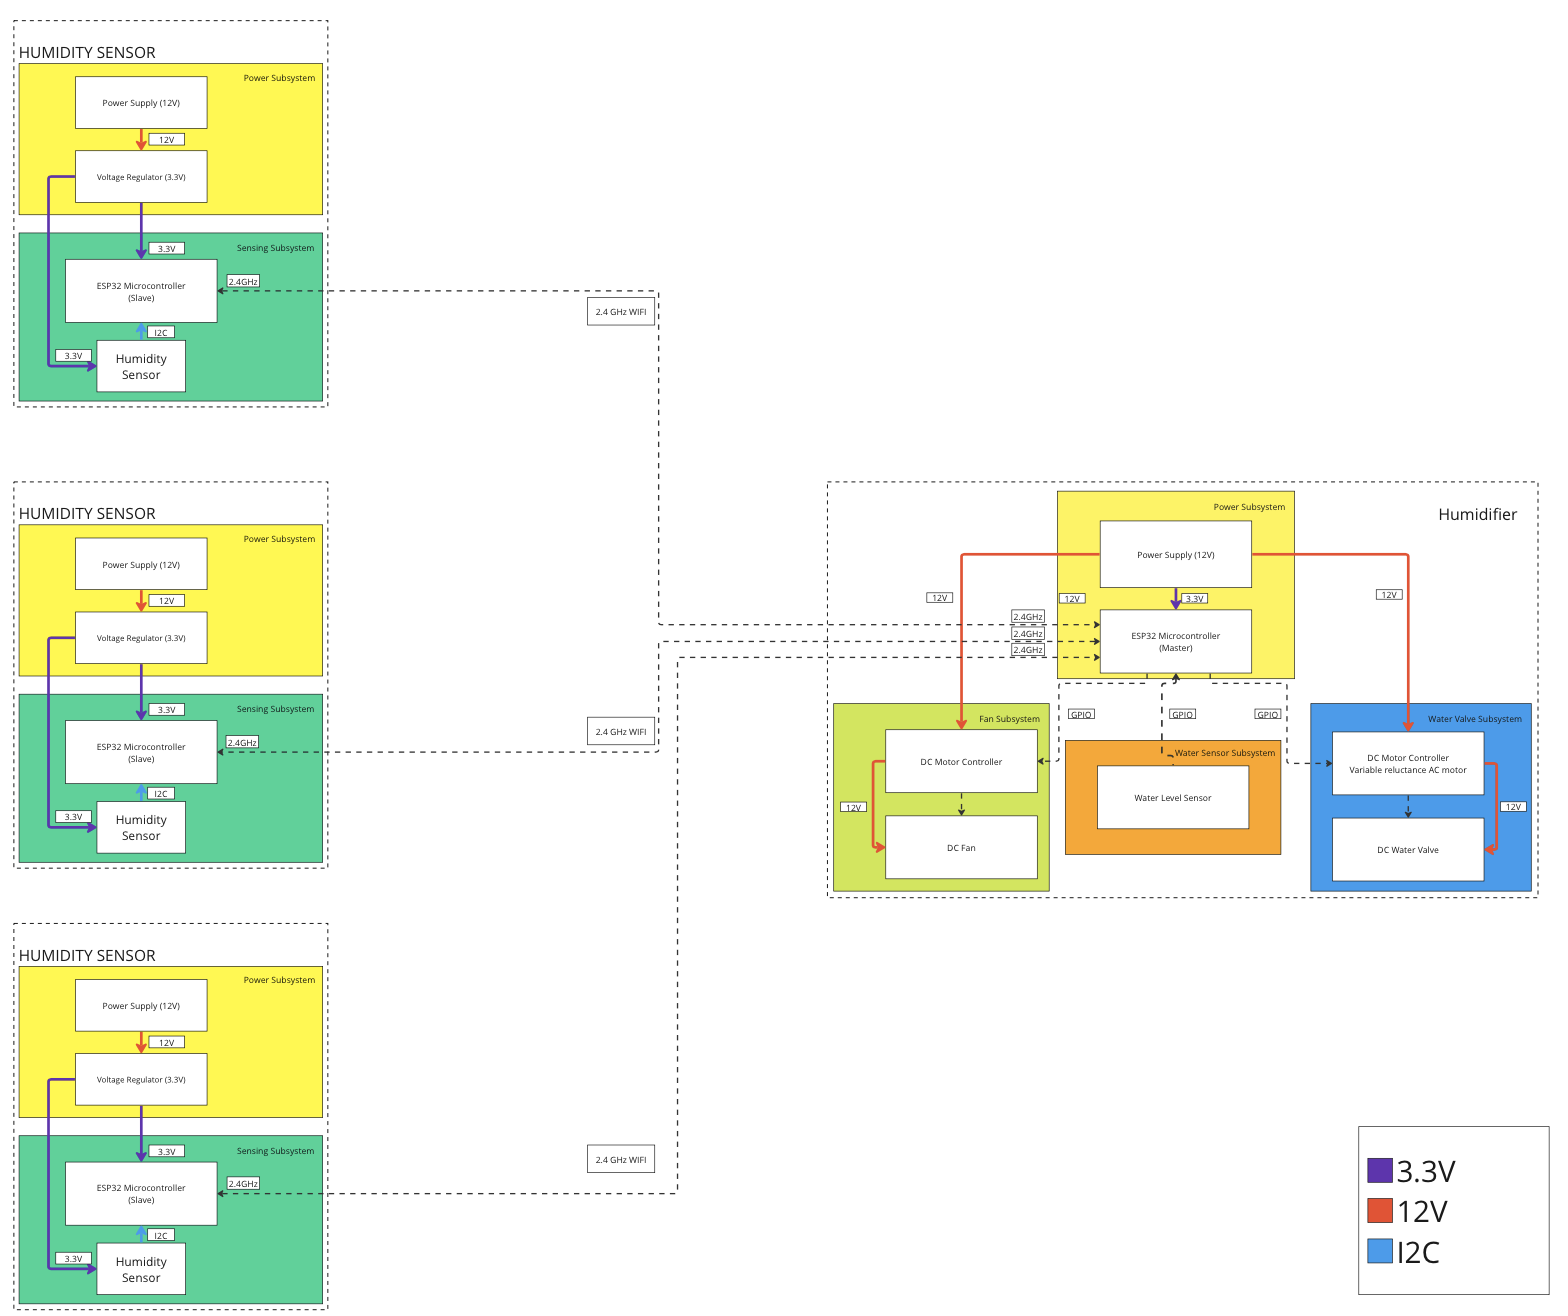 HUMIDITY SENSOR
Power Subsystem
Power Supply (12V)
12V
Voltage Regulator (3.3V)
3.3V
Sensing Subsystem
ESP32 Microcontroller
(Slave)
2.4GHz
I2C
3.3V
Humidity
Sensor
2.4 GHz WIFI
HUMIDITY SENSOR
Power Subsystem
Power Supply (12V)
12V
Voltage Regulator (3.3V)
3.3V
Sensing Subsystem
ESP32 Microcontroller
(Slave)
2.4GHz
I2C
3.3V
Humidity
Sensor
2.4 GHz WIFI
HUMIDITY SENSOR
Power Subsystem
Power Supply (12V)
12V
Voltage Regulator (3.3V)
3.3V
Sensing Subsystem
ESP32 Microcontroller
(Slave)
2.4GHz
I2C
3.3V
Humidity
Sensor
2.4 GHz WIFI
Humidifier
Power Subsystem
Power Supply (12V)
12V
12V
3.3V
12V
2.4GHz
2.4GHz
2.4GHz
ESP32 Microcontroller
(Master)
GPIO
GPIO
GPIO
Fan Subsystem
DC Motor Controller
12V
DC Fan
Water Sensor Subsystem
Water Level Sensor
Water Valve Subsystem
DC Motor Controller
Variable reluctance AC motor
12V
DC Water Valve
3.3V
12V
I2C